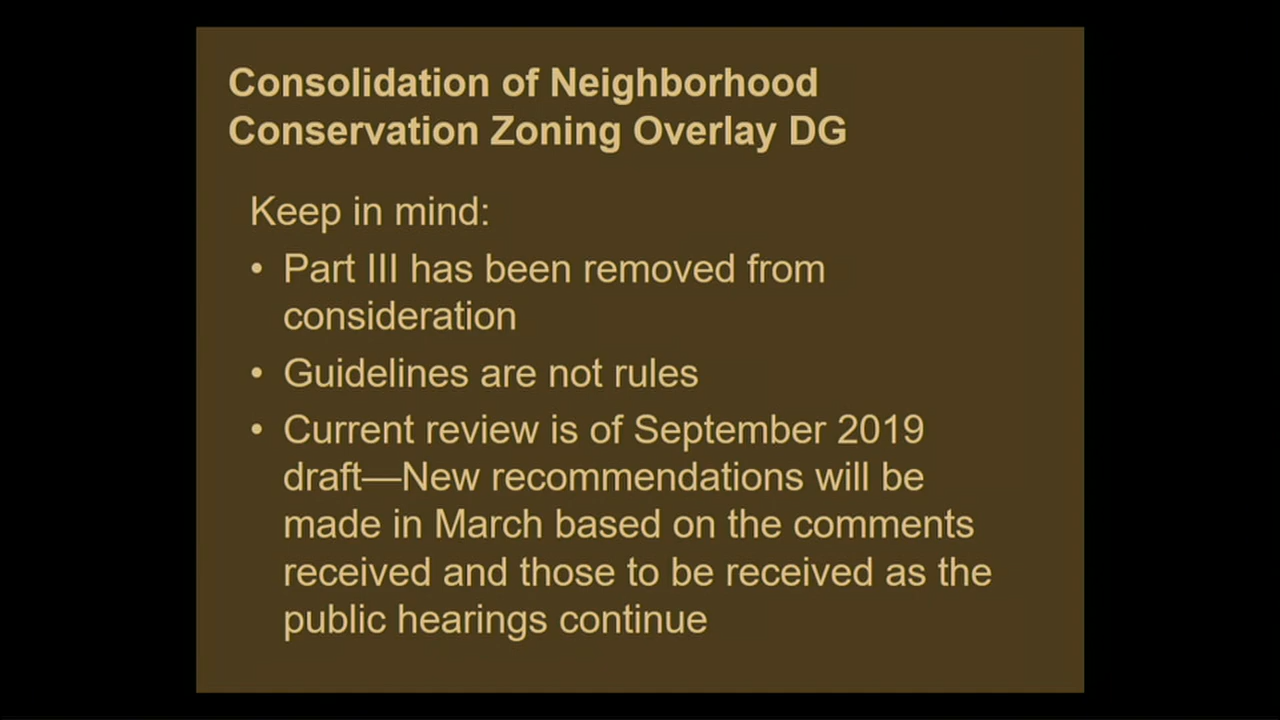 Consolidation of Neighborhood
Conservation Zoning Overlay DG
Keep in mind:
• Part III has been removed from
consideration
• Guidelines are not rules
• Current review is of September 2019
draft—New recommendations will be
made in March based on the comments
received and those to be received as the
public hearings continue